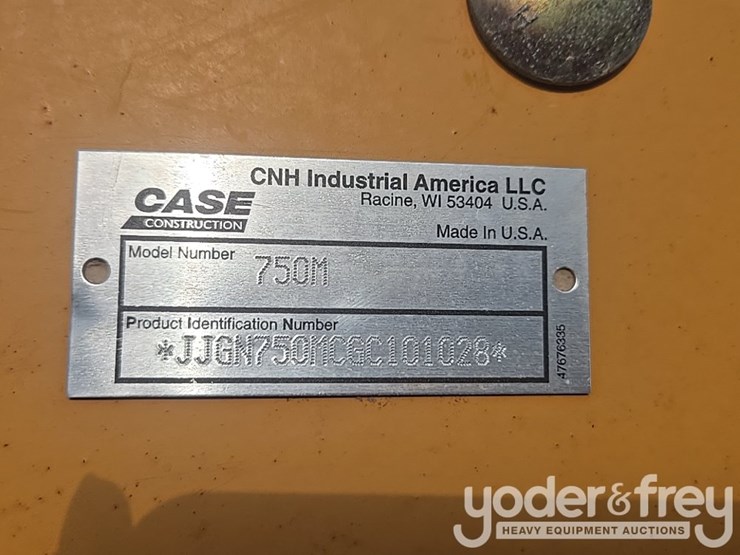 CNH Industrial America LLC
Racine, WI 53404 U.S.A.
CASE
CONSTRUCTION
Made In U.S.A.
Model Number 750M
Product Identification Number
*JJGN750MCGC101028*
47676335
yoder&frey
HEAVY EQUIPMENT AUCTIONS